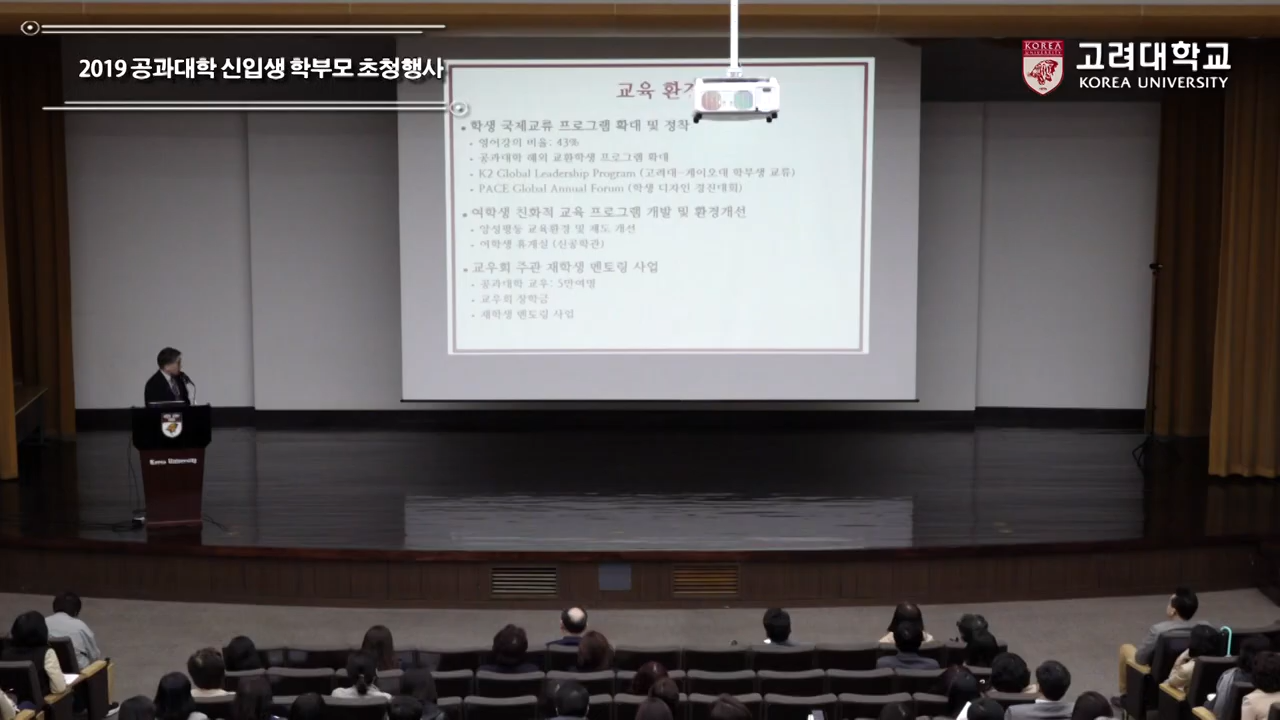 2019 공과대학 신입생 학부모 초청행사
KOREA
고려대학교
KOREA UNIVERSITY
교육 환
• 학생 국제교류 프로그램 확대 및 정착
- 영어강의 비율: 43%
- 공과대학 해외 교환학생 프로그램 확대
- K2 Global Leadership Program (고려대-게이오대 학부생 교류)
- PACE Global Annual Forum (학생 디자인 경진대회)
• 여학생 친화적 교육 프로그램 개발 및 환경개선
- 양성평등 교육환경 및 제도 개선
- 여학생 휴게실 (신공학관)
• 교우회 주관 재학생 멘토링 사업
- 공과대학 교우: 5만여명
- 교우회 장학금
- 재학생 멘토링 사업
Korea University